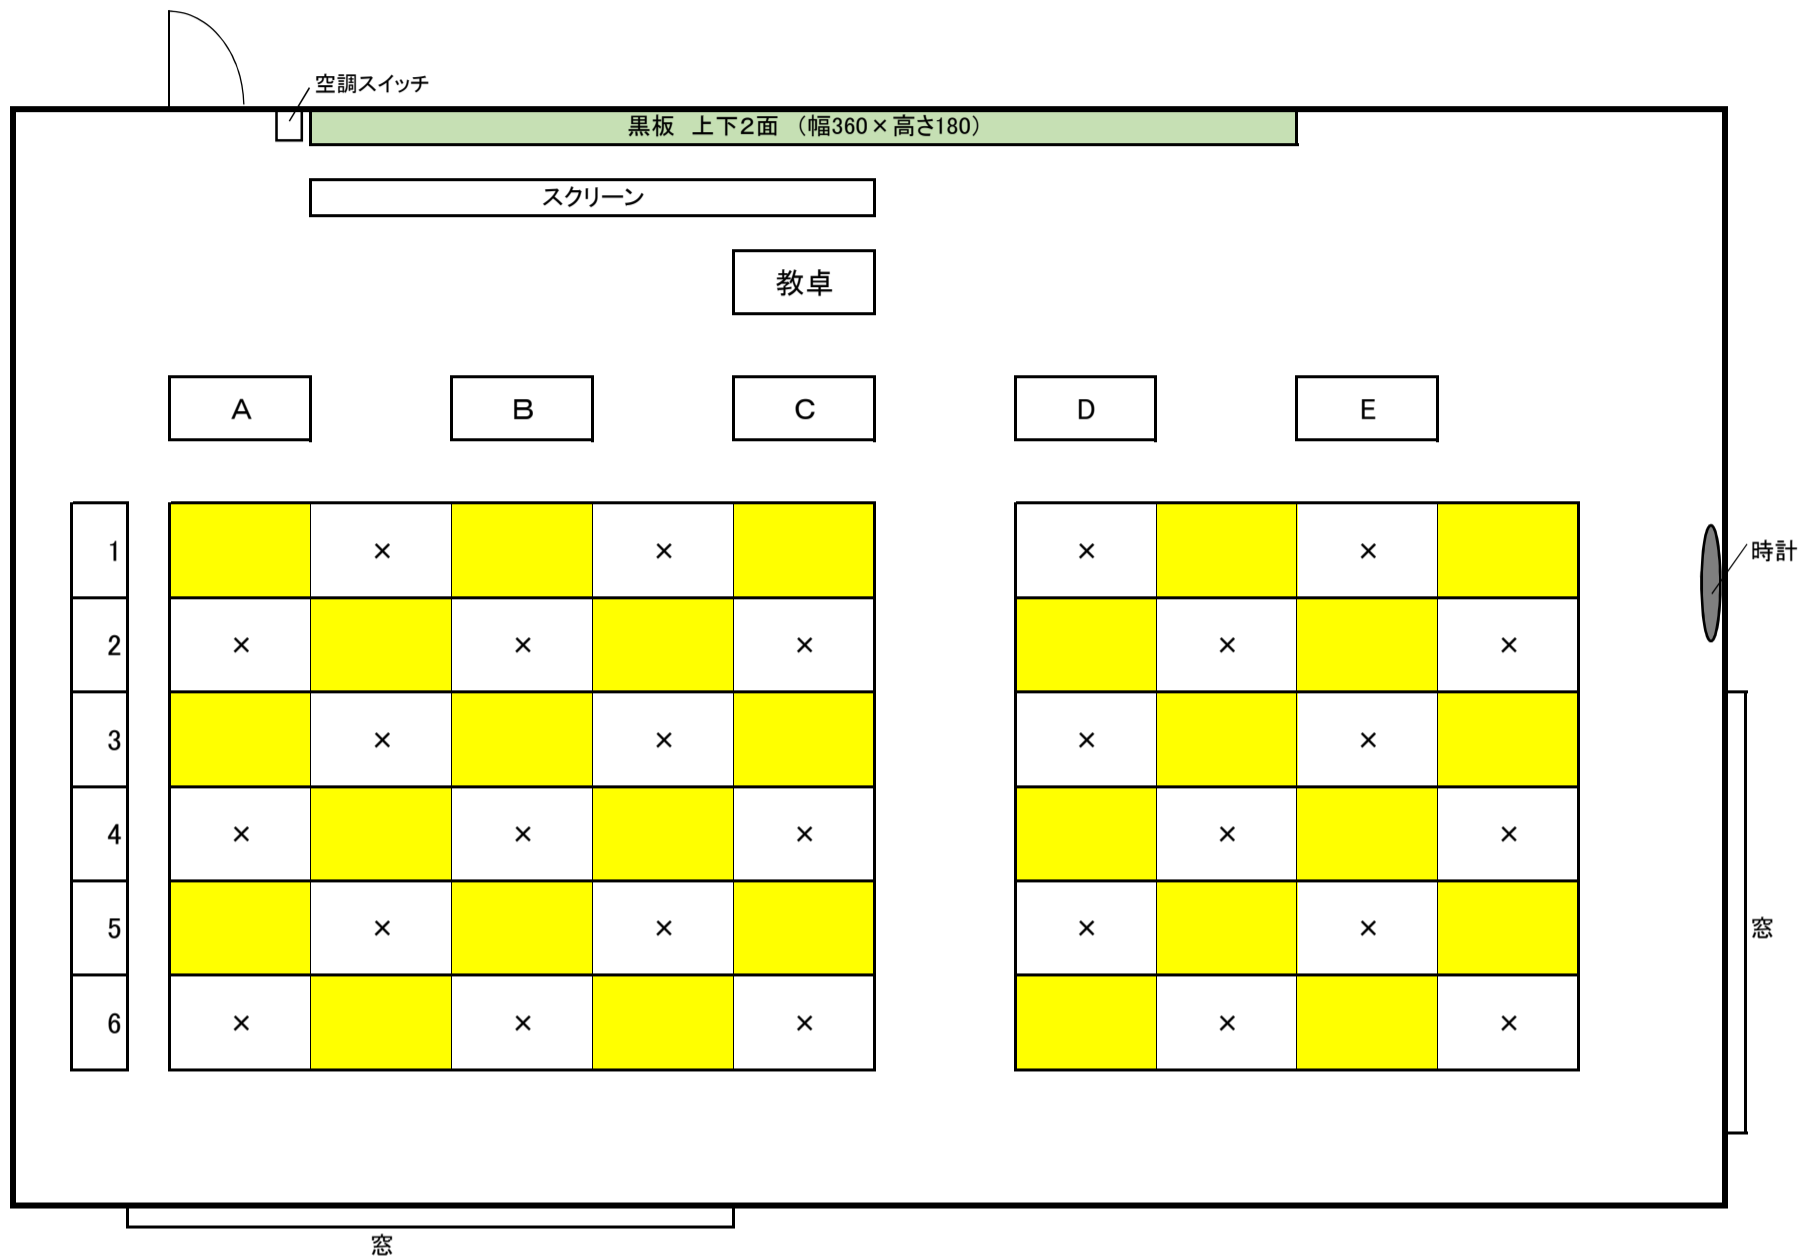 空調スイッチ
黒板　上下２面　（幅360×高さ180）
スクリーン
教卓
A B C D E
1 × × × ×
時計
2 × × × × ×
3 × × × ×
4 × × × × ×
5 × × × ×
窓
6 × × × × ×
窓